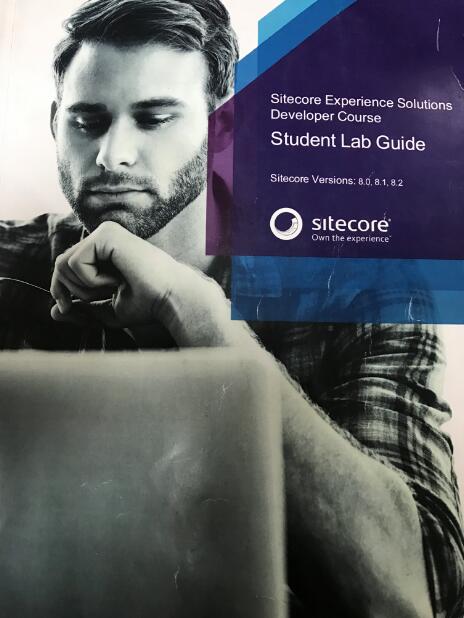 Sitecore Experience Solutions
Developer Course
Student Lab Guide
Sitecore Versions: 8.0, 8.1, 8.2
sitecore®
Own the experience™